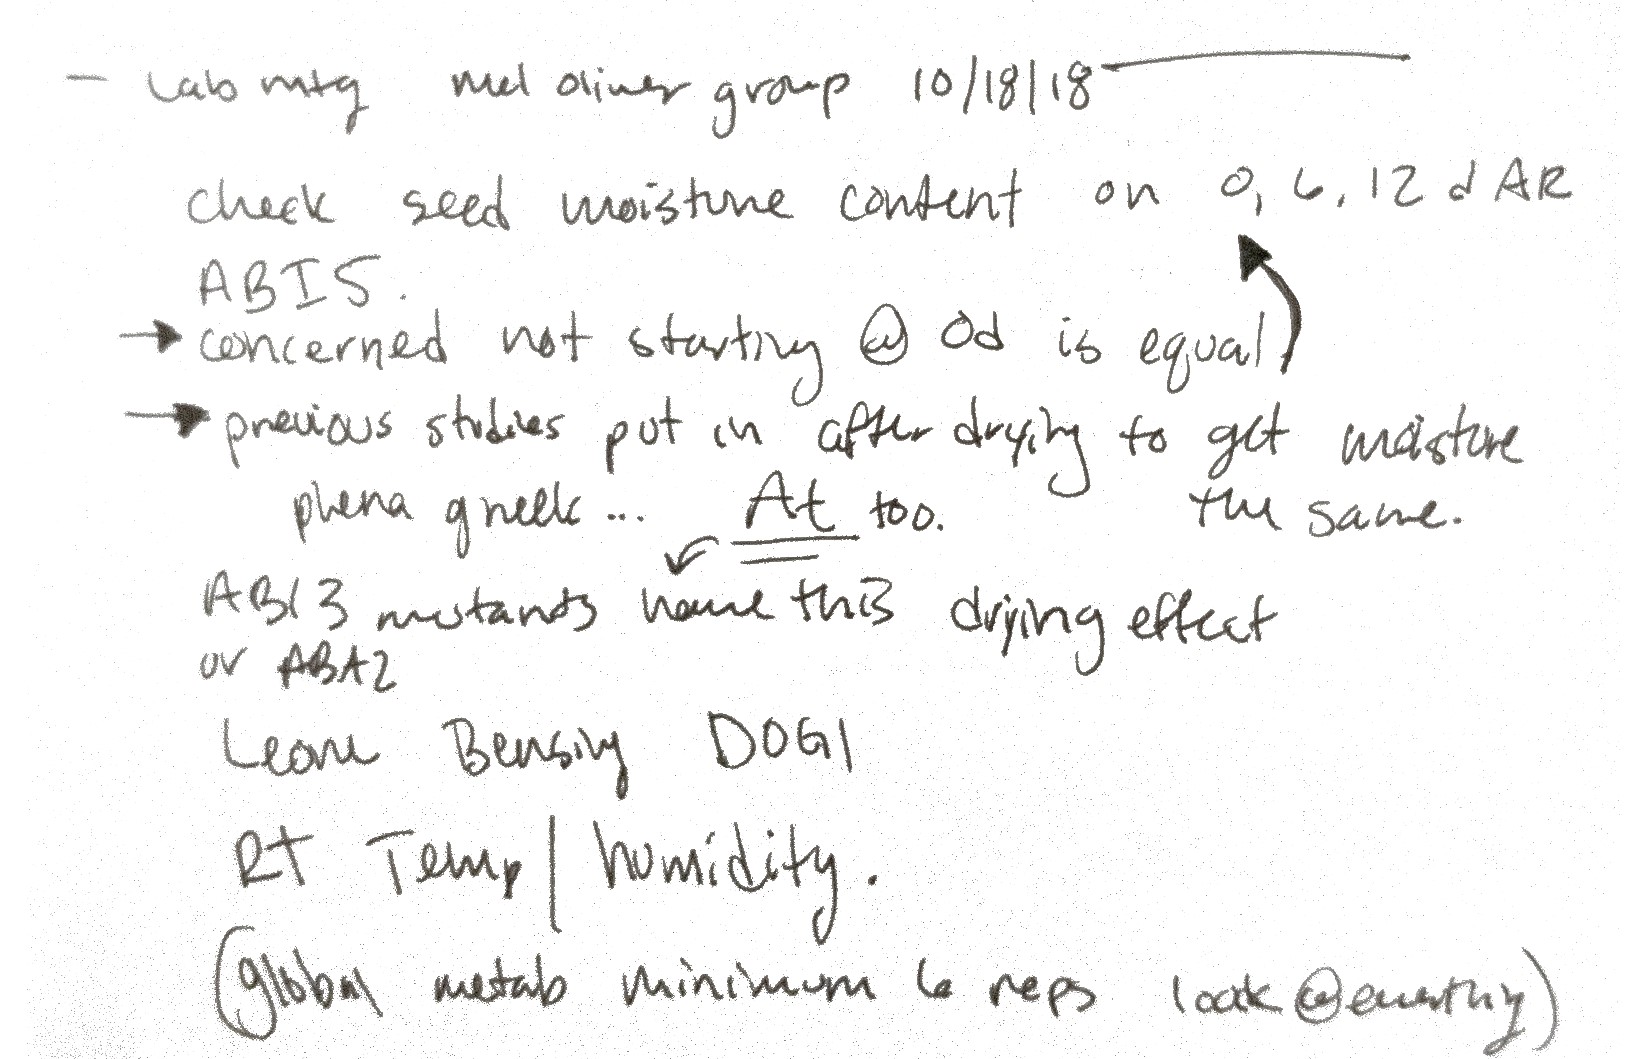 – Lab mtg mel oliver group 10/18/18
check seed moisture content on 0, 6, 12 d AR
ABI5.
→ concerned not starting @ 0d is equal
→ previous studies put in after drying to get moisture
the same.
phena greek ... At too.
ABI3 mutants have this drying effect
or ABA2
Leonie Bensing DOG1
RT Temp/humidity.
(global metab minimum 6 reps look @ everything)